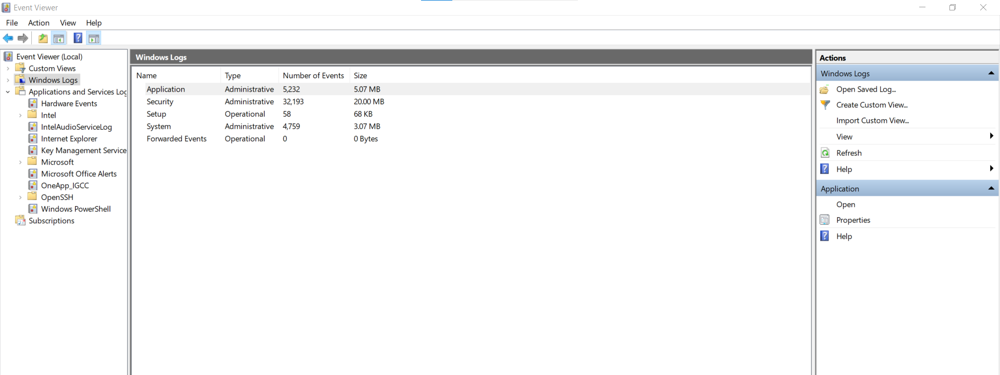 Event Viewer
File Action View Help
Event Viewer (Local)
Custom Views
Windows Logs
Applications and Services Log
Hardware Events
Intel
IntelAudioServiceLog
Internet Explorer
Key Management Service
Microsoft
Microsoft Office Alerts
OneApp_IGCC
OpenSSH
Windows PowerShell
Subscriptions
Windows Logs
Name Type Number of Events Size
Application Administrative 5,232 5.07 MB
Security Administrative 32,193 20.00 MB
Setup Operational 58 68 KB
System Administrative 4,759 3.07 MB
Forwarded Events Operational 0 0 Bytes
Actions
Windows Logs
Open Saved Log...
Create Custom View...
Import Custom View...
View
Refresh
Help
Application
Open
Properties
Help